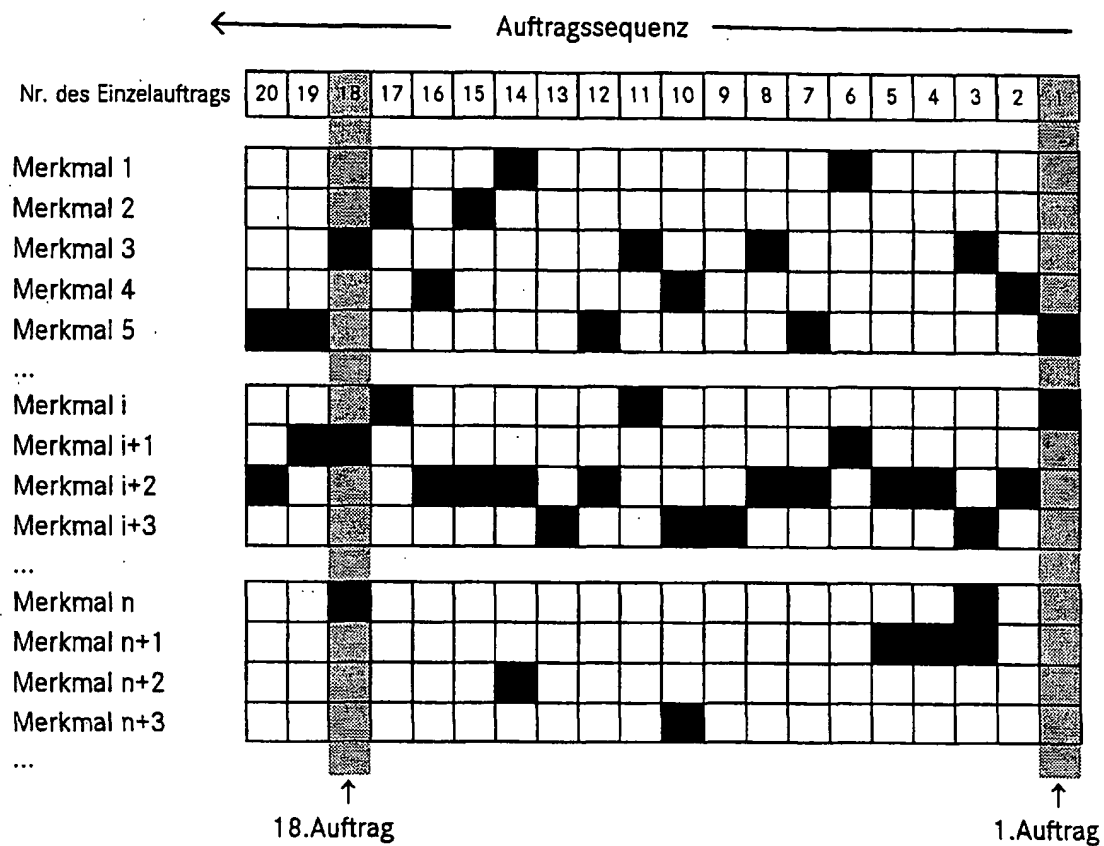 Auftragssequenz
Nr. des Einzelauftrags 20 19 18 17 16 15 14 13 12 11 10 9 8 7 6 5 4 3 2 1
Merkmal 1
Merkmal 2
Merkmal 3
Merkmal 4
Merkmal 5
...
Merkmal i
Merkmal i+1
Merkmal i+2
Merkmal i+3
...
Merkmal n
Merkmal n+1
Merkmal n+2
Merkmal n+3
...
18.Auftrag
1.Auftrag